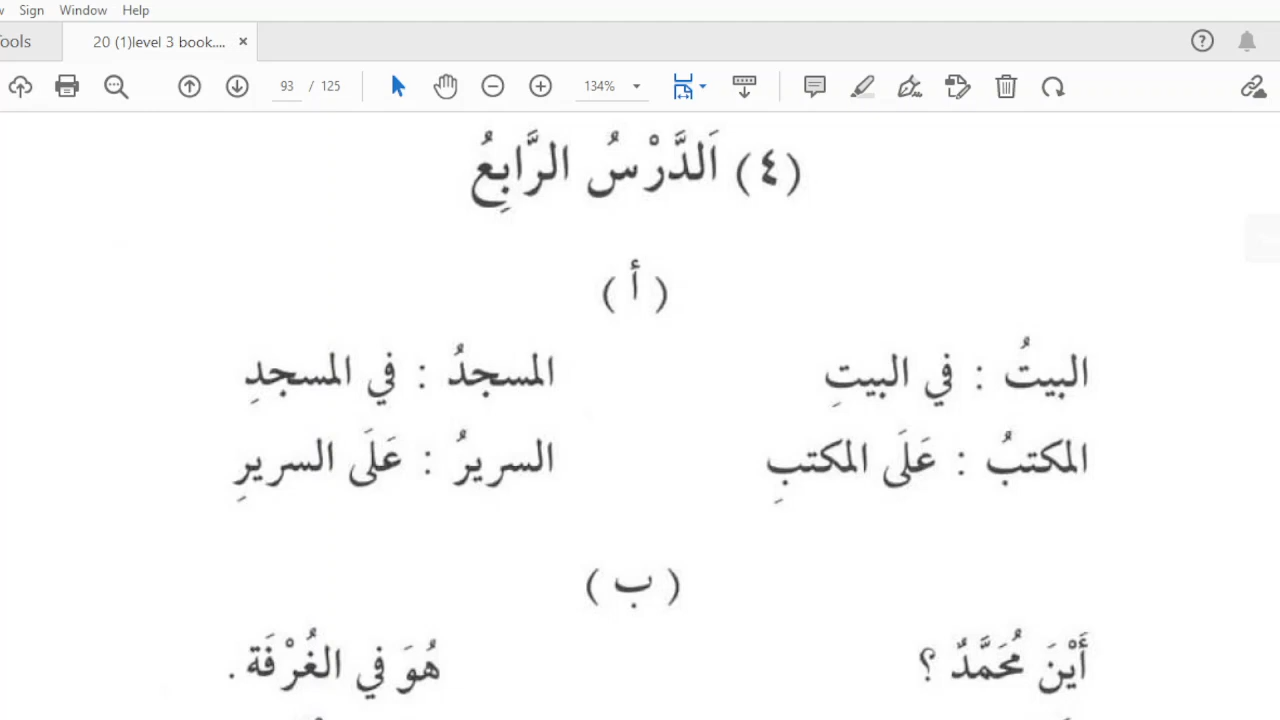 Sign Window Help
20 (1)level 3 book.... ×
93 / 125 134%
(٤) اَلدَّرْسُ الرَّابِعُ
( أ )
البيتُ : في البيتِ المسجدُ : في المسجدِ
المكتبُ : عَلَى المكتبِ السريرُ : عَلَى السريرِ
( ب )
أَيْنَ مُحَمَّدٌ ؟ هُوَ في الغُرْفَة .